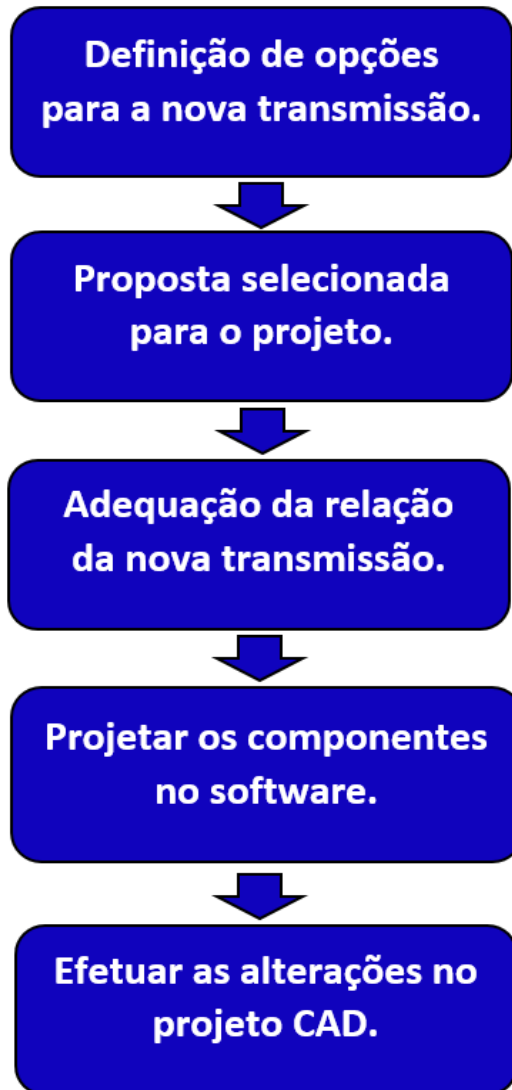 Definição de opções
para a nova transmissão.
Proposta selecionada
para o projeto.
Adequação da relação
da nova transmissão.
Projetar os componentes
no software.
Efetuar as alterações no
projeto CAD.